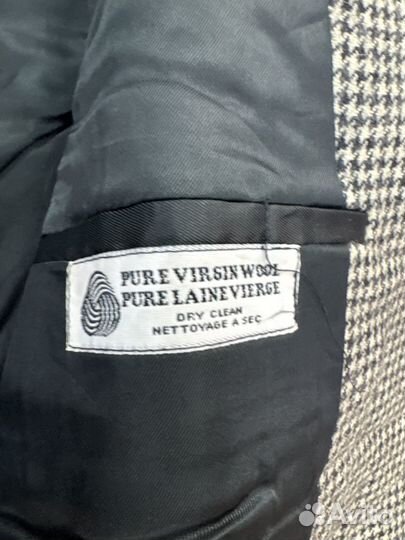 PURE VIRGIN WOOL
PURE LAINE VIERGE
DRY CLEAN
NETTOYAGE A SEC
Avito